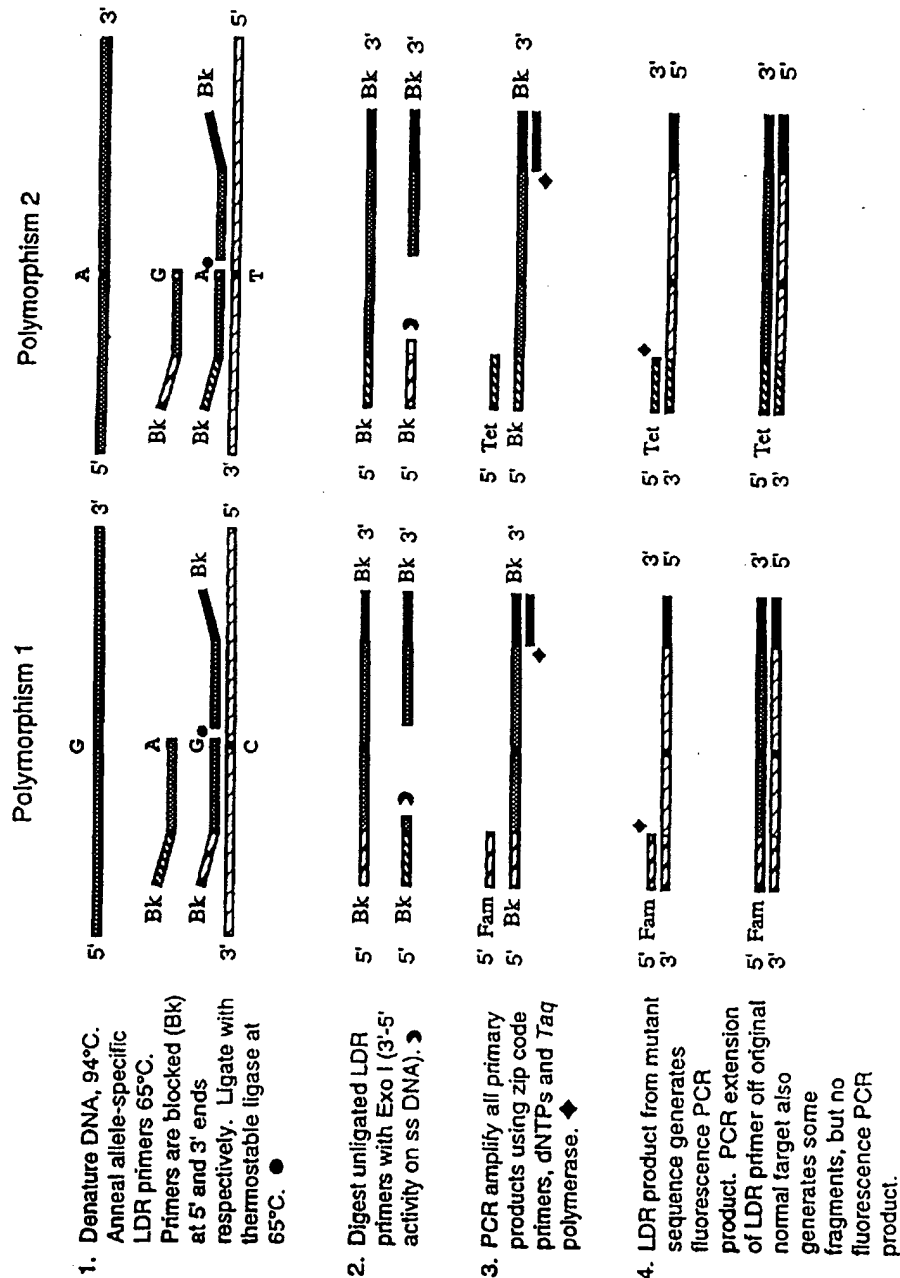 Polymorphism 1
Polymorphism 2
1. Denature DNA, 94°C.
Anneal allele-specific
LDR primers 65°C.
Primers are blocked (Bk)
at 5' and 3' ends
respectively. Ligate with
thermostable ligase at
65°C.
5' G 3'
Bk A
Bk G Bk
3' C 5'
5' A 3'
Bk G
Bk A Bk
3' T 5'
2. Digest unligated LDR
primers with Exo I (3'-5'
activity on ss DNA).
5' Bk Bk 3'
5' Bk Bk 3'
5' Bk Bk 3'
5' Bk Bk 3'
3. PCR amplify all primary
products using zip code
primers, dNTPs and Taq
polymerase.
5' Fam
5' Bk Bk 3'
5' Tet
5' Bk Bk 3'
4. LDR product from mutant
sequence generates
fluorescence PCR
product. PCR extension
of LDR primer off original
normal farget also
generates some
fragments, but no
fluorescence PCR
product.
5' Fam 3'
3' 5'
5' Fam 3'
3' 5'
5' Tet 3'
3' 5'
5' Tet 3'
3' 5'